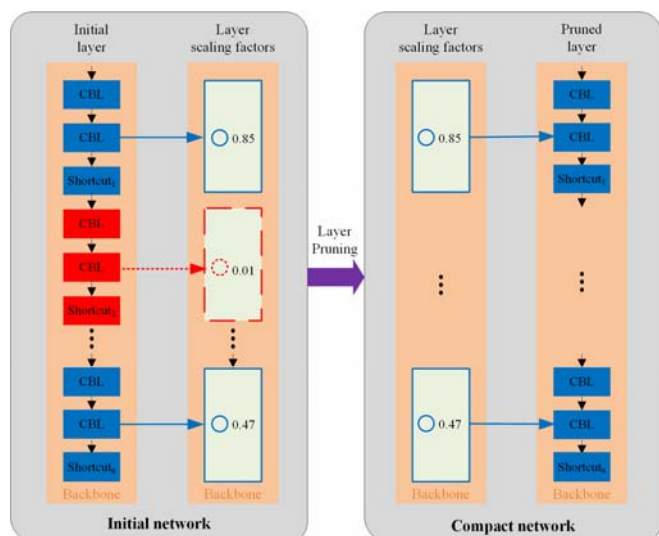 Initial
layer
Layer
scaling factors
CBL
CBL
Shortcut₁
CBL
CBL
Shortcut₂
CBL
CBL
Shortcutₙ
0.85
0.01
0.47
Backbone
Backbone
Initial network
Layer
Pruning
Layer
scaling factors
Pruned
layer
0.85
0.47
CBL
CBL
Shortcut₁
CBL
CBL
Shortcutₙ
Backbone
Backbone
Compact network